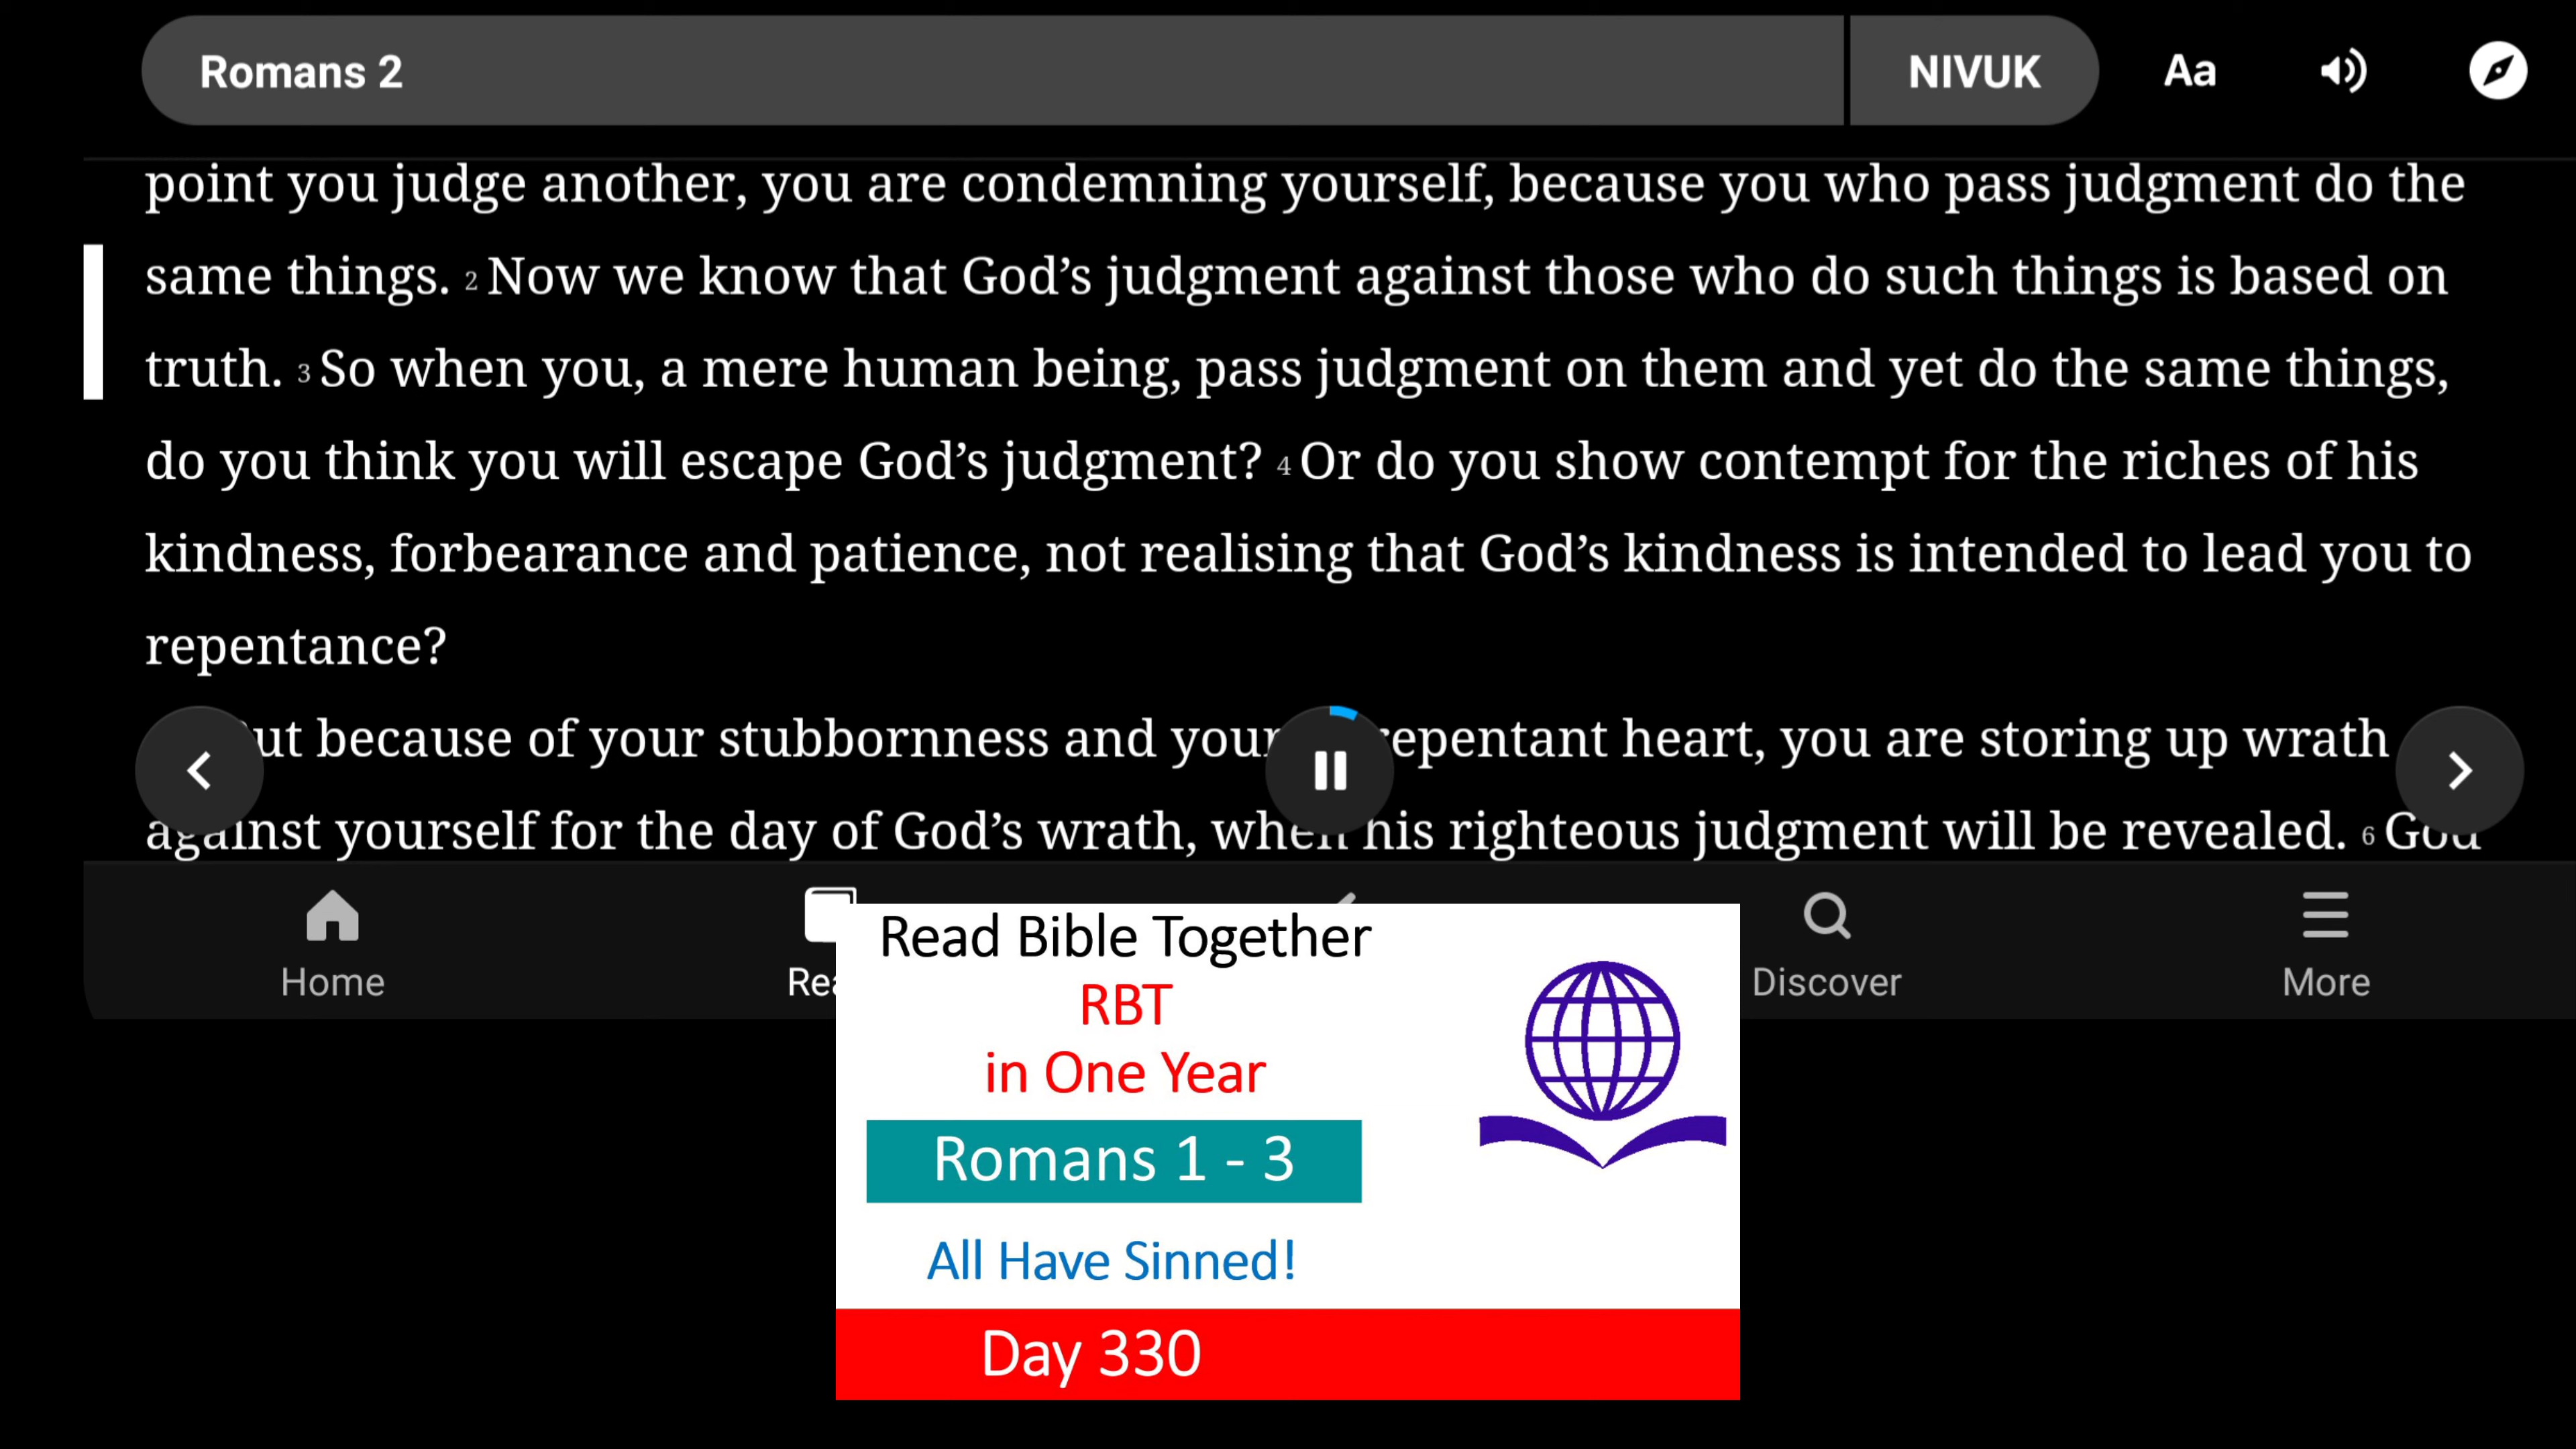 Romans 2
NIVUK
Aa
point you judge another, you are condemning yourself, because you who pass judgment do the
same things. 2 Now we know that God’s judgment against those who do such things is based on
truth. 3 So when you, a mere human being, pass judgment on them and yet do the same things,
do you think you will escape God’s judgment? 4 Or do you show contempt for the riches of his
kindness, forbearance and patience, not realising that God’s kindness is intended to lead you to
repentance?
because of your stubbornness and your heart, you are storing up wrath
against yourself for the day of God’s wrath, when his righteous judgment will be revealed. 6 God
Home
Discover
More
Read Bible Together
RBT
in One Year
Romans 1 - 3
All Have Sinned!
Day 330